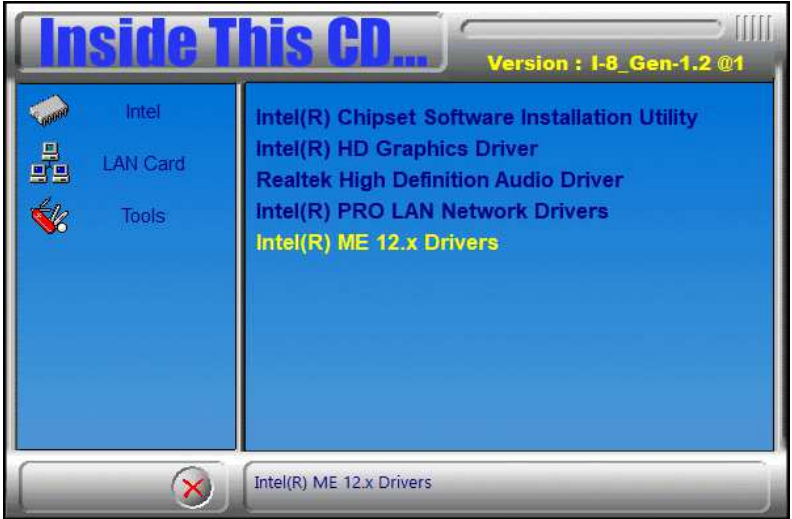 Inside This CD...
Version : I-8_Gen-1.2 @1
Intel
LAN Card
Tools
Intel(R) Chipset Software Installation Utility
Intel(R) HD Graphics Driver
Realtek High Definition Audio Driver
Intel(R) PRO LAN Network Drivers
Intel(R) ME 12.x Drivers
Intel(R) ME 12.x Drivers